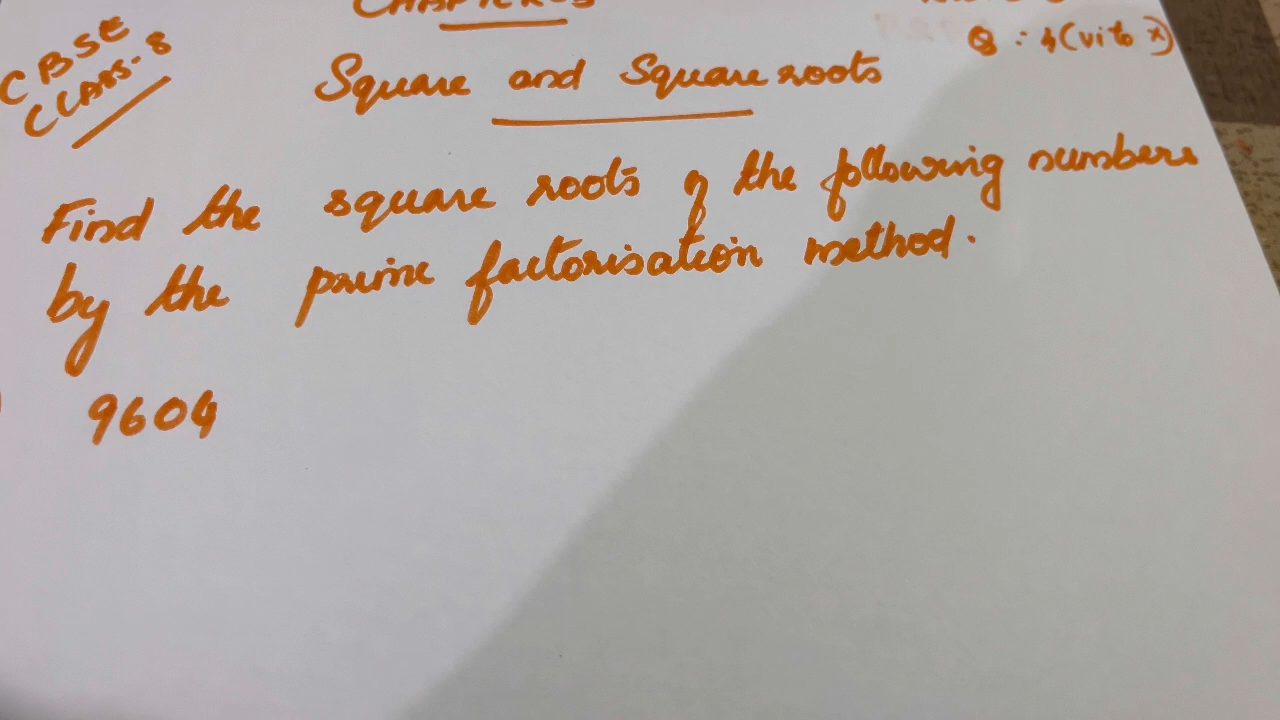 CBSE
CLASS-8
Square and Square roots
Q : 4(vi to x)
Find the square roots of the following numbers
by the prime factorisation method.
9604